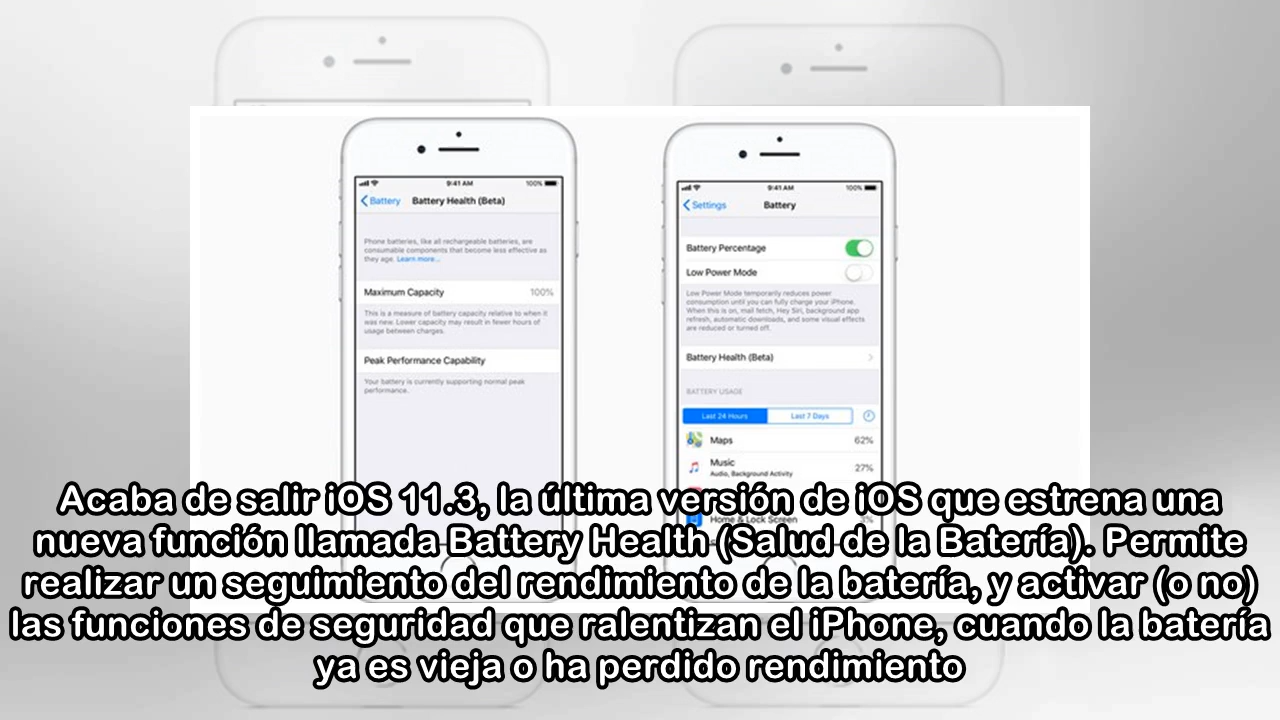 9:41 AM
100%
Battery
Battery Health (Beta)
Phone batteries, like all rechargeable batteries, are
consumable components that become less effective as
they age. Learn more...
Maximum Capacity
100%
This is a measure of battery capacity relative to when it
was new. Lower capacity may result in fewer hours of
usage between charges.
Peak Performance Capability
Your battery is currently supporting normal peak
performance.
9:41 AM
100%
Settings
Battery
Battery Percentage
Low Power Mode
Low Power Mode temporarily reduces power
consumption until you can fully charge your iPhone.
When this is on, mail fetch, Hey Siri, background app
refresh, automatic downloads, and some visual effects
are reduced or turned off.
Battery Health (Beta)
BATTERY USAGE
Last 24 Hours
Last 7 Days
Maps
62%
Music
Audio, Background Activity
27%
Home & Lock Screen
Acaba de salir iOS 11.3, la última versión de iOS que estrena una
nueva función llamada Battery Health (Salud de la Batería). Permite
realizar un seguimiento del rendimiento de la batería, y activar (o no)
las funciones de seguridad que ralentizan el iPhone, cuando la batería
ya es vieja o ha perdido rendimiento